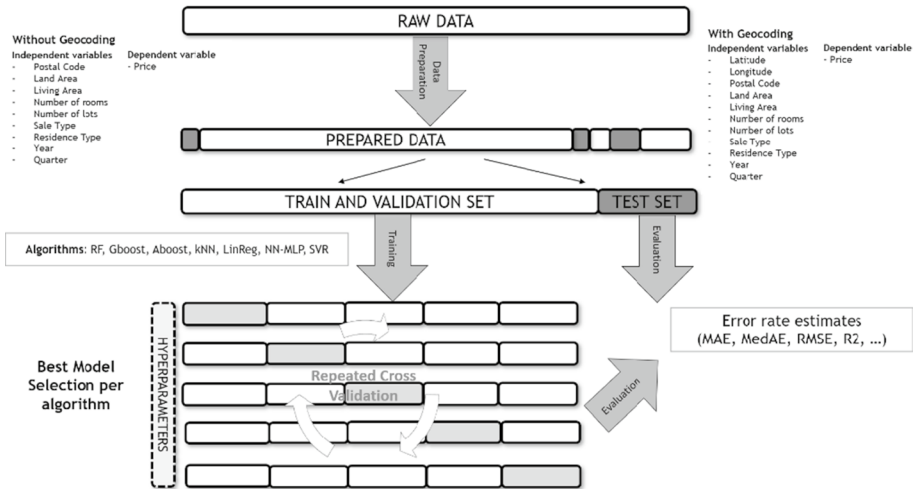 RAW DATA
Without Geocoding
Independent variables
- Postal Code
- Land Area
- Living Area
- Number of rooms
- Number of lots
- Sale Type
- Residence Type
- Year
- Quarter
Dependent variable
- Price
Data
Preparation
With Geocoding
Independent variables
- Latitude
- Longitude
- Postal Code
- Land Area
- Living Area
- Number of rooms
- Number of lots
- Sale Type
- Residence Type
- Year
- Quarter
Dependent variable
- Price
PREPARED DATA
TRAIN AND VALIDATION SET
TEST SET
Algorithms: RF, Gboost, Aboost, kNN, LinReg, NN-MLP, SVR
Training
Evaluation
HYPERPARAMETERS
Best Model
Selection per
algorithm
Repeated Cross
Validation
Evaluation
Error rate estimates
(MAE, MedAE, RMSE, R2, ...)